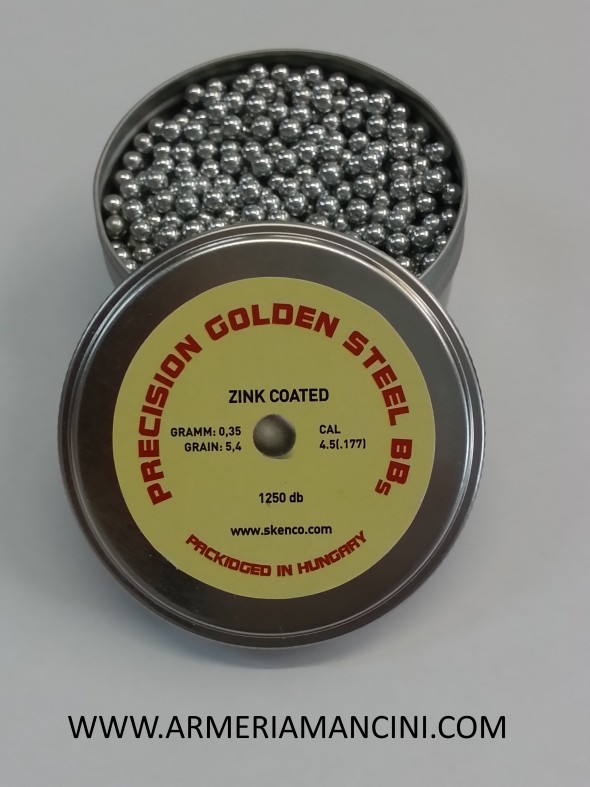 PRECISION GOLDEN STEEL BBs
ZINK COATED
GRAMM: 0,35
GRAIN: 5,4
CAL
4.5(.177)
1250 db
www.skenco.com
PACKIDGED IN HUNGARY
WWW.ARMERIAMANCINI.COM